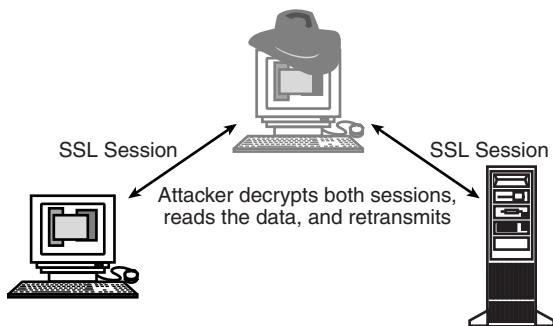 SSL Session
SSL Session
Attacker decrypts both sessions,
reads the data, and retransmits